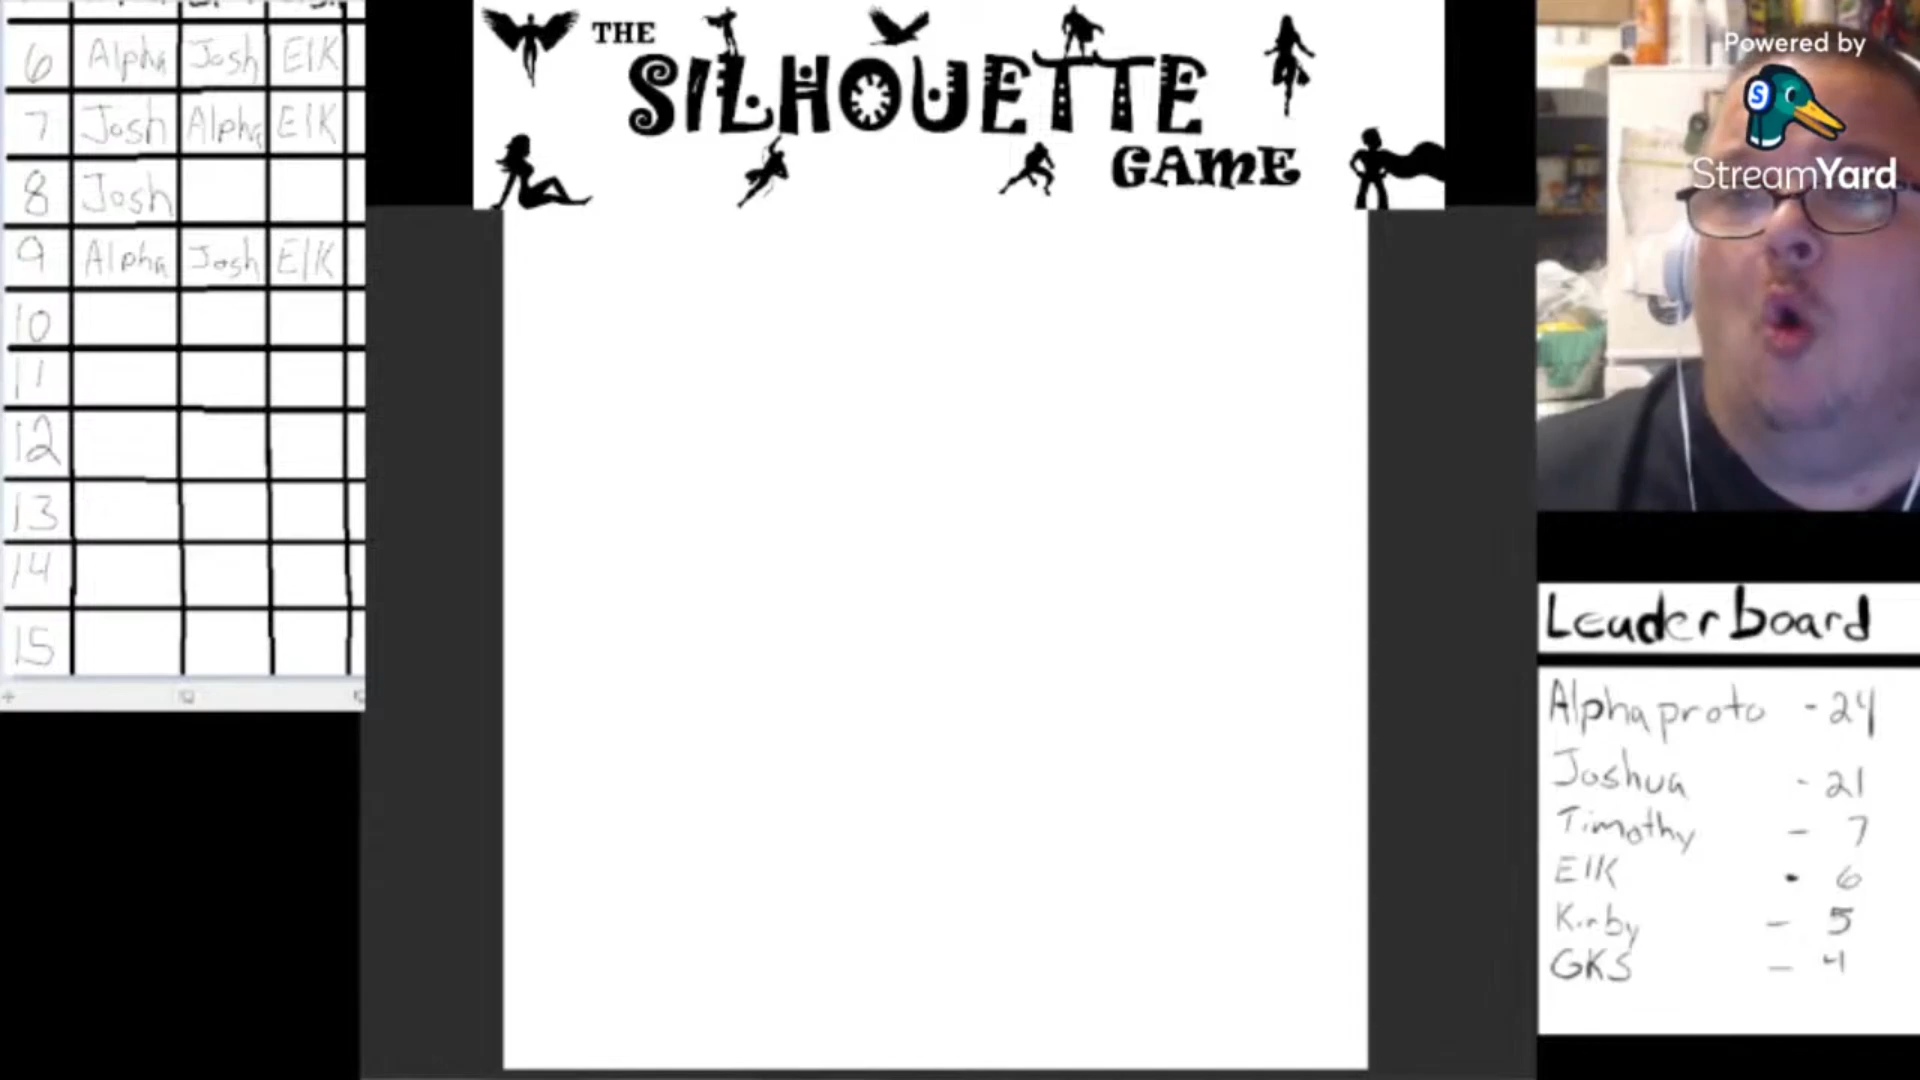 6 Alpha Josh Elk
7 Josh Alpha Elk
8 Josh
9 Alpha Josh Elk
10
11
12
13
14
15
THE
SILHOUETTE
GAME
Powered by
S
StreamYard
Leaderboard
Alphaproto - 24
Joshua - 21
Timothy - 7
Elk - 6
Kirby - 5
GKS - 4